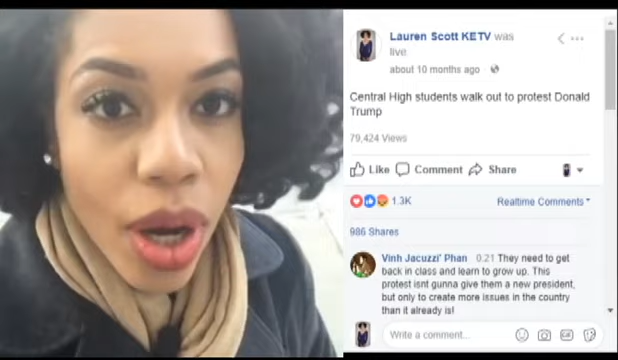 Lauren Scott KETV was
live.
about 10 months ago
Central High students walk out to protest Donald
Trump
79,424 Views
Like Comment Share
1.3K Realtime Comments
986 Shares
Vinh Jacuzzi' Phan 0:21 They need to get
back in class and learn to grow up. This
protest isnt gunna give them a new president,
but only to create more issues in the country
than it already is!
Write a comment...
GIF